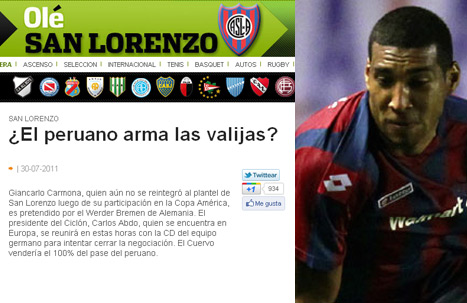 Olé
SAN LORENZO
CASLA
ERA | ASCENSO | SELECCIÓN | INTERNACIONAL | TENIS | BASQUET | AUTOS | RUGBY
SAN LORENZO
¿El peruano arma las valijas?
| 30-07-2011
Twittear
+1 934
Me gusta
Giancarlo Carmona, quien aún no se reintegró al plantel de
San Lorenzo luego de su participación en la Copa América,
es pretendido por el Werder Bremen de Alemania. El
presidente del Ciclón, Carlos Abdo, quien se encuentra en
Europa, se reunirá en estas horas con la CD del equipo
germano para intentar cerrar la negociación. El Cuervo
vendería el 100% del pase del peruano.
lotto
Walmart